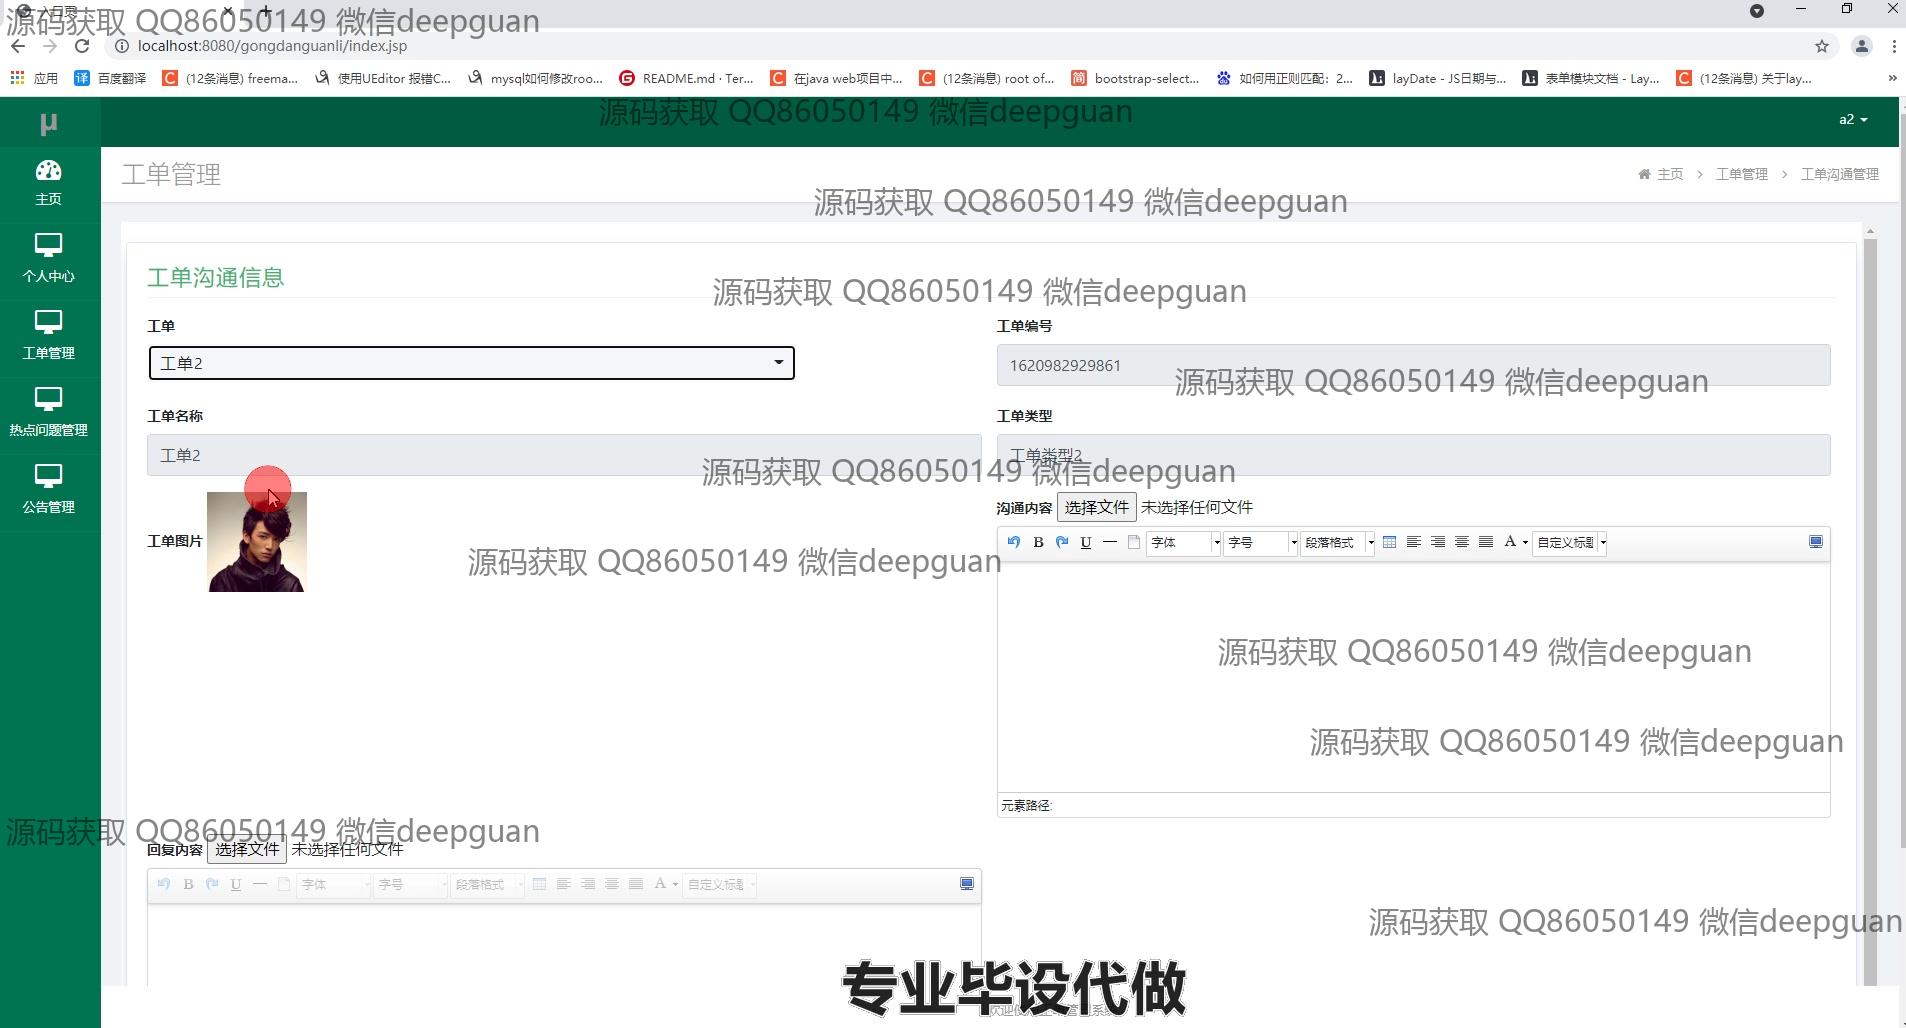 源码获取 QQ86050149 微信deepguan
localhost:8080/gongdanguanli/index.jsp
应用 百度翻译 (12条消息) freema... 使用UEditor 报错C... mysql如何修改roo... README.md · Ter... 在java web项目中... (12条消息) root of... bootstrap-select... 如何用正则匹配：2... layDate - JS日期与... 表单模块文档 - Lay... (12条消息) 关于lay... »
μ
源码获取 QQ86050149 微信deepguan
a2
主页
工单管理
主页 > 工单管理 > 工单沟通管理
源码获取 QQ86050149 微信deepguan
个人中心
工单沟通信息
源码获取 QQ86050149 微信deepguan
工单 工单编号
工单管理
工单2 1620982929861
源码获取 QQ86050149 微信deepguan
工单名称 工单类型
热点问题管理
工单2 工单类型2
源码获取 QQ86050149 微信deepguan
公告管理
沟通内容 选择文件 未选择任何文件
工单图片
B U 字体 字号 段落格式 A 自定义标题
源码获取 QQ86050149 微信deepguan
源码获取 QQ86050149 微信deepguan
源码获取 QQ86050149 微信deepguan
元素路径:
源码获取 QQ86050149 微信deepguan
回复内容 选择文件 未选择任何文件
B U 字体 字号 段落格式 A 自定义标题
源码获取 QQ86050149 微信deepguan
专业毕设代做